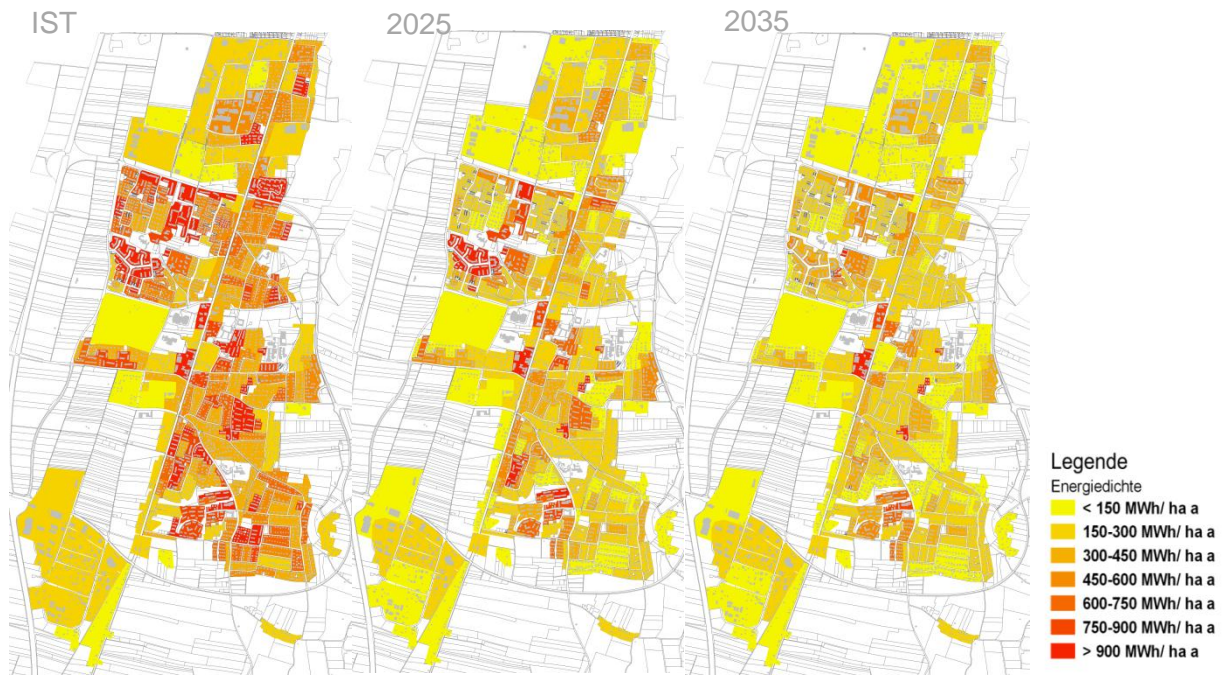 IST
2025
2035
Legende
Energiedichte
< 150 MWh/ ha a
150-300 MWh/ ha a
300-450 MWh/ ha a
450-600 MWh/ ha a
600-750 MWh/ ha a
750-900 MWh/ ha a
> 900 MWh/ ha a